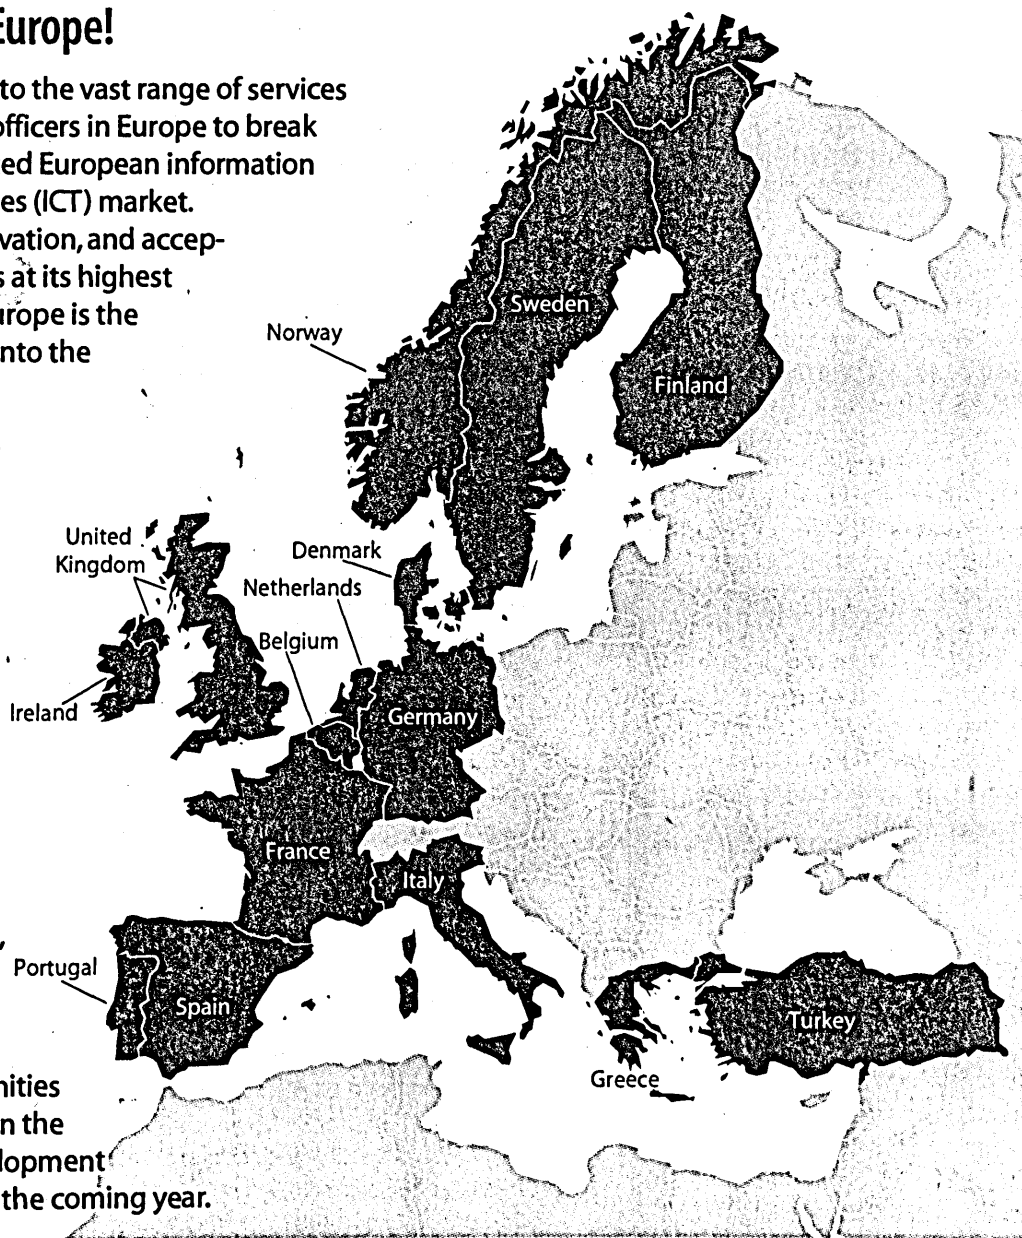 Europe!
to the vast range of services
officers in Europe to break
ed European information
es (ICT) market.
vation, and accep-
s at its highest
urope is the
nto the
Norway
Sweden
Finland
United
Kingdom
Denmark
Netherlands
Belgium
Ireland
Germany
France
Italy
Portugal
Spain
Turkey
Greece
nities
n the
lopment
the coming year.